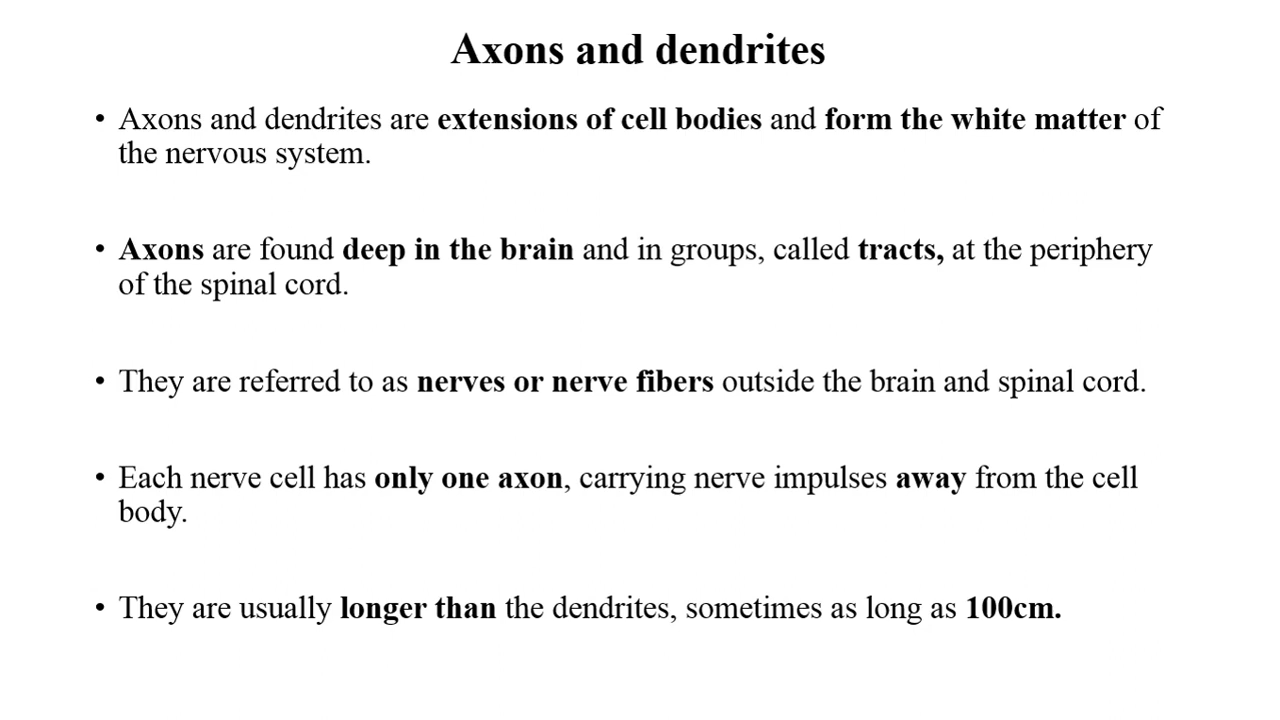 Axons and dendrites
• Axons and dendrites are extensions of cell bodies and form the white matter of
the nervous system.
• Axons are found deep in the brain and in groups, called tracts, at the periphery
of the spinal cord.
• They are referred to as nerves or nerve fibers outside the brain and spinal cord.
• Each nerve cell has only one axon, carrying nerve impulses away from the cell
body.
• They are usually longer than the dendrites, sometimes as long as 100cm.